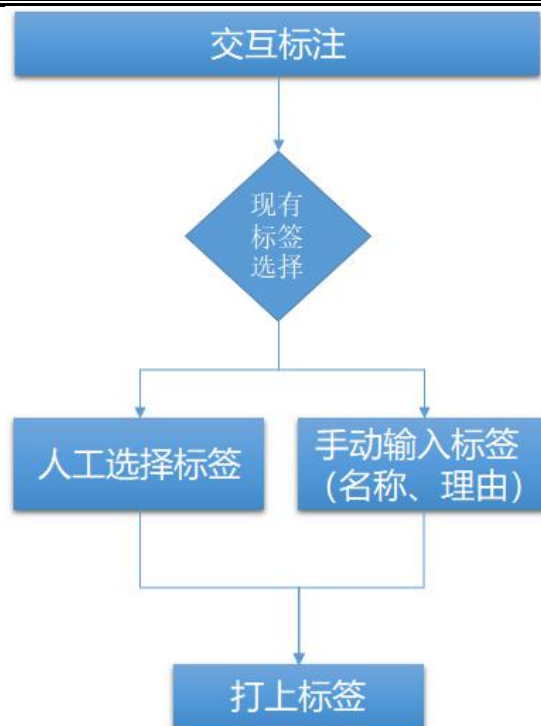 交互标注
现有
标签
选择
人工选择标签
手动输入标签
（名称、理由）
打上标签